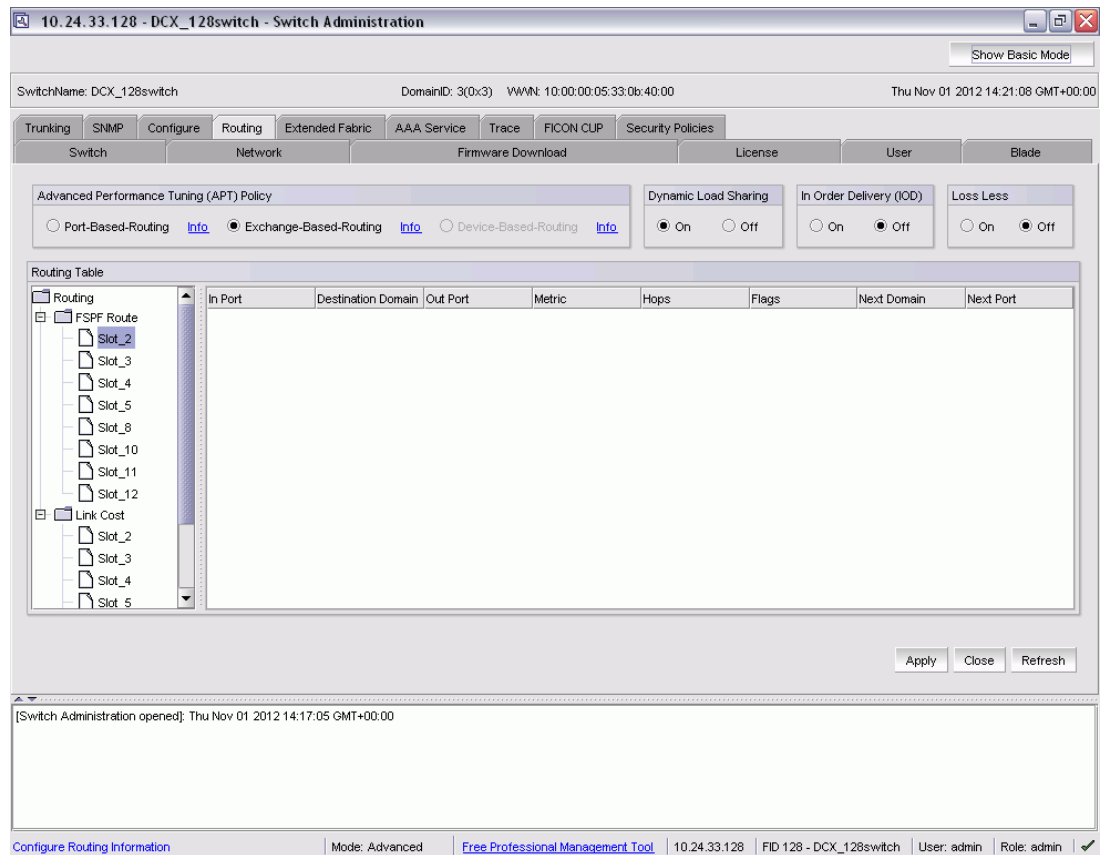 10.24.33.128 - DCX_128switch - Switch Administration
Show Basic Mode
SwitchName: DCX_128switch DomainID: 3(0x3) WWN: 10:00:00:05:33:0b:40:00 Thu Nov 01 2012 14:21:08 GMT+00:00
Trunking SNMP Configure Routing Extended Fabric AAA Service Trace FICON CUP Security Policies
Switch Network Firmware Download License User Blade
Advanced Performance Tuning (APT) Policy Dynamic Load Sharing In Order Delivery (IOD) Loss Less
Port-Based-Routing Info Exchange-Based-Routing Info Device-Based-Routing Info On Off On Off On Off
Routing Table
In Port Destination Domain Out Port Metric Hops Flags Next Domain Next Port
Routing
FSPF Route
Slot_2
Slot_3
Slot_4
Slot_5
Slot_8
Slot_10
Slot_11
Slot_12
Link Cost
Slot_2
Slot_3
Slot_4
Slot_5
Apply Close Refresh
[Switch Administration opened]: Thu Nov 01 2012 14:17:05 GMT+00:00
Configure Routing Information Mode: Advanced Free Professional Management Tool 10.24.33.128 FID 128 - DCX_128switch User: admin Role: admin